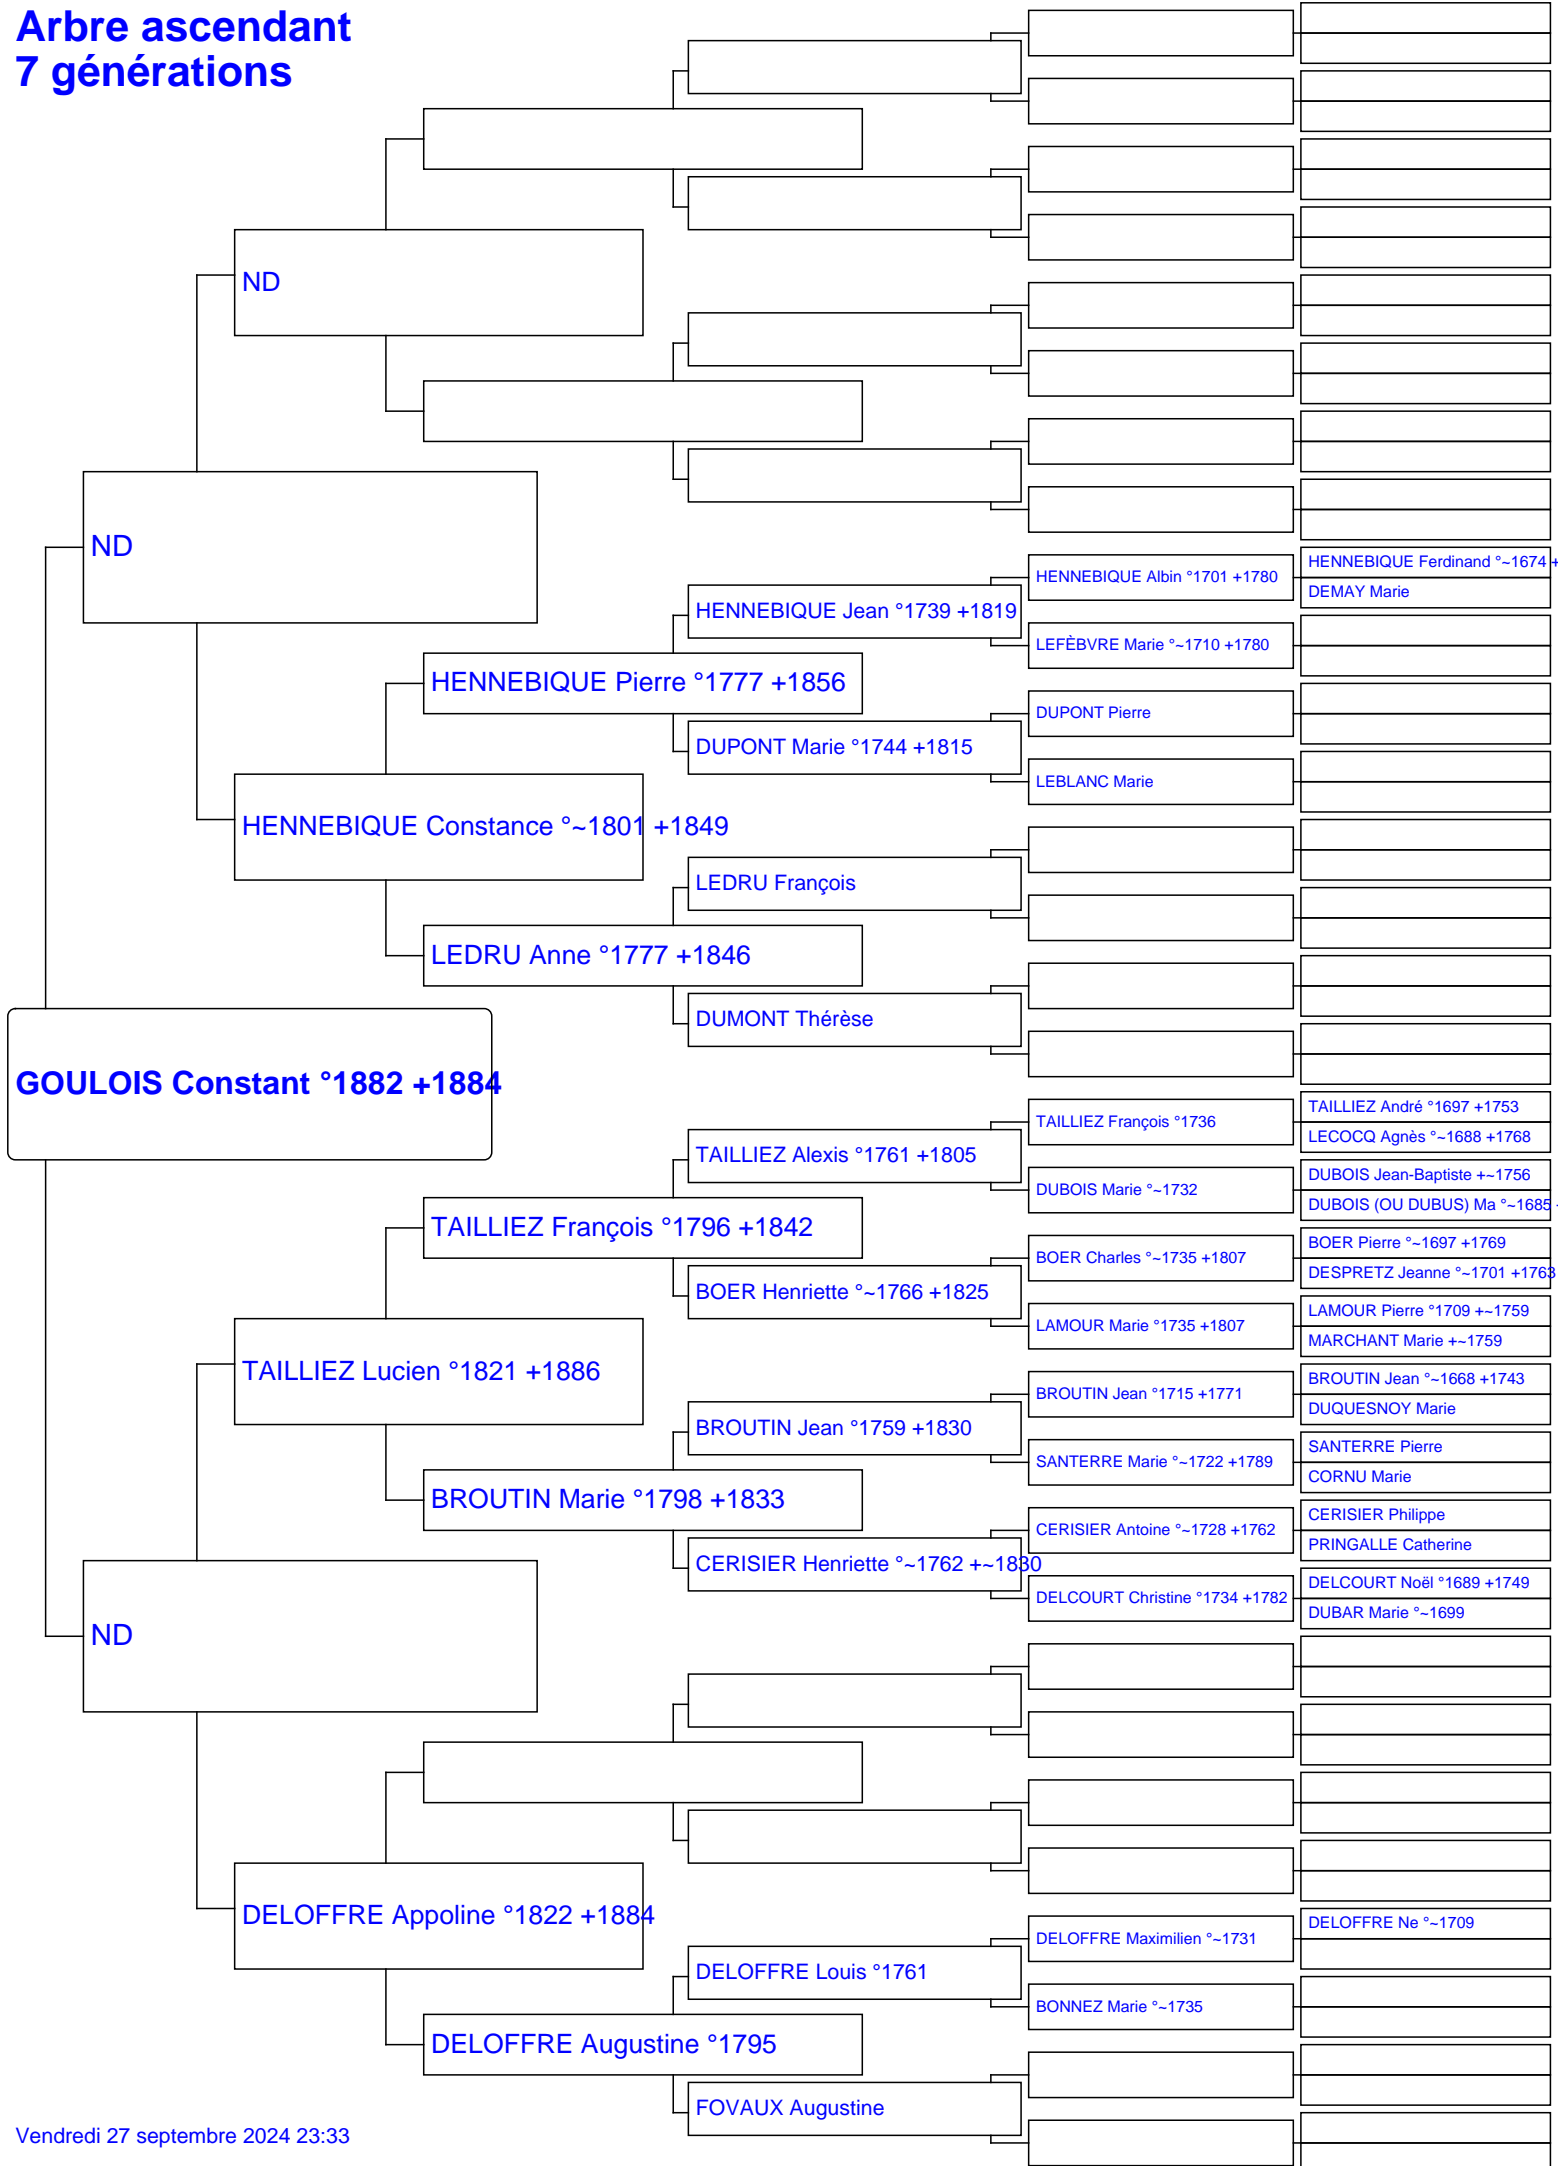 Arbre ascendant
7 générations
ND
ND
HENNEBIQUE Ferdinand °~1674 +
HENNEBIQUE Albin °1701 +1780
DEMAY Marie
HENNEBIQUE Jean °1739 +1819
LEFÈBVRE Marie °~1710 +1780
HENNEBIQUE Pierre °1777 +1856
DUPONT Pierre
DUPONT Marie °1744 +1815
LEBLANC Marie
HENNEBIQUE Constance °~1801 +1849
LEDRU François
LEDRU Anne °1777 +1846
DUMONT Thérèse
GOULOIS Constant °1882 +1884
TAILLIEZ André °1697 +1753
TAILLIEZ François °1736
LECOCQ Agnès °~1688 +1768
TAILLIEZ Alexis °1761 +1805
DUBOIS Jean-Baptiste +~1756
DUBOIS Marie °~1732
DUBOIS (OU DUBUS) Ma °~1685
TAILLIEZ François °1796 +1842
BOER Pierre °~1697 +1769
BOER Charles °~1735 +1807
DESPRETZ Jeanne °~1701 +1763
BOER Henriette °~1766 +1825
LAMOUR Pierre °1709 +~1759
LAMOUR Marie °1735 +1807
MARCHANT Marie +~1759
TAILLIEZ Lucien °1821 +1886
BROUTIN Jean °~1668 +1743
BROUTIN Jean °1715 +1771
DUQUESNOY Marie
BROUTIN Jean °1759 +1830
SANTERRE Pierre
SANTERRE Marie °~1722 +1789
CORNU Marie
BROUTIN Marie °1798 +1833
CERISIER Philippe
CERISIER Antoine °~1728 +1762
PRINGALLE Catherine
CERISIER Henriette °~1762 +~1830
DELCOURT Noël °1689 +1749
DELCOURT Christine °1734 +1782
DUBAR Marie °~1699
ND
DELOFFRE Appoline °1822 +1884
DELOFFRE Ne °~1709
DELOFFRE Maximilien °~1731
DELOFFRE Louis °1761
BONNEZ Marie °~1735
DELOFFRE Augustine °1795
FOVAUX Augustine
Vendredi 27 septembre 2024 23:33